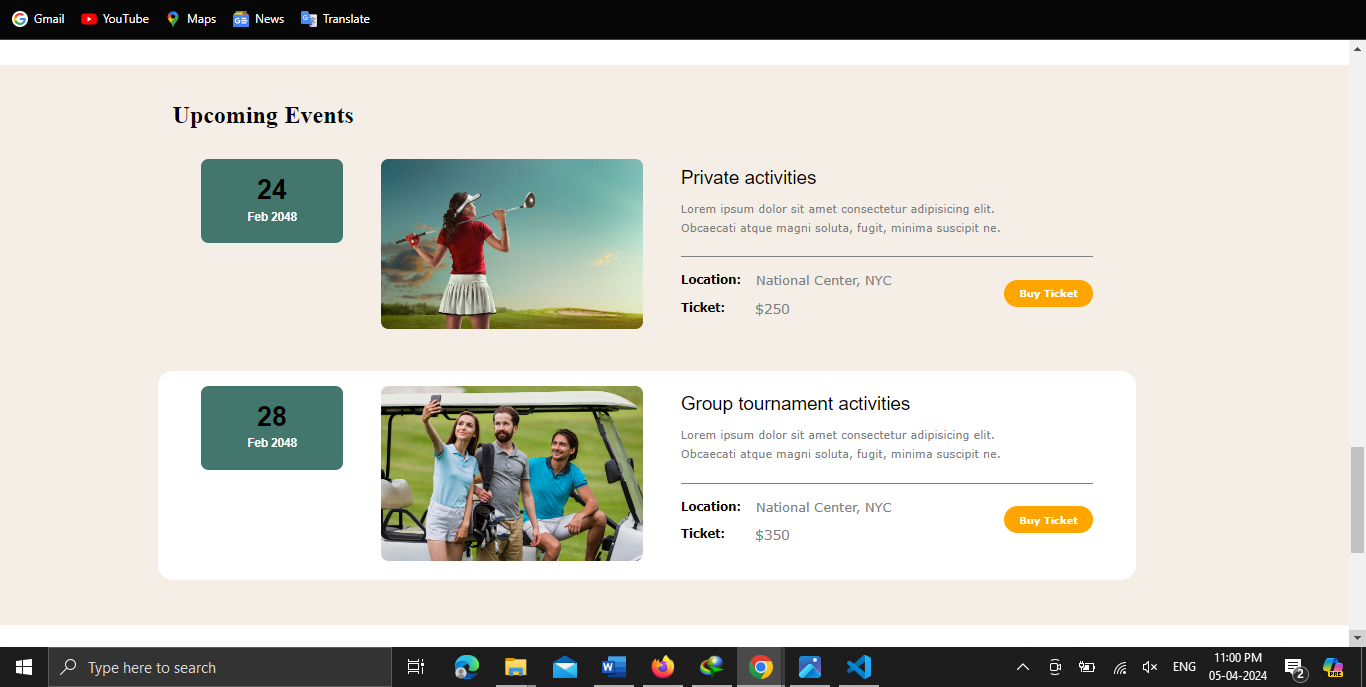 Gmail YouTube Maps News Translate
Upcoming Events
24
Feb 2048
Private activities
Lorem ipsum dolor sit amet consectetur adipisicing elit.
Obcaecati atque magni soluta, fugit, minima suscipit ne.
Location: National Center, NYC
Ticket: $250
Buy Ticket
28
Feb 2048
Group tournament activities
Lorem ipsum dolor sit amet consectetur adipisicing elit.
Obcaecati atque magni soluta, fugit, minima suscipit ne.
Location: National Center, NYC
Ticket: $350
Buy Ticket
Type here to search
ENG
11:00 PM
05-04-2024
2
PRE